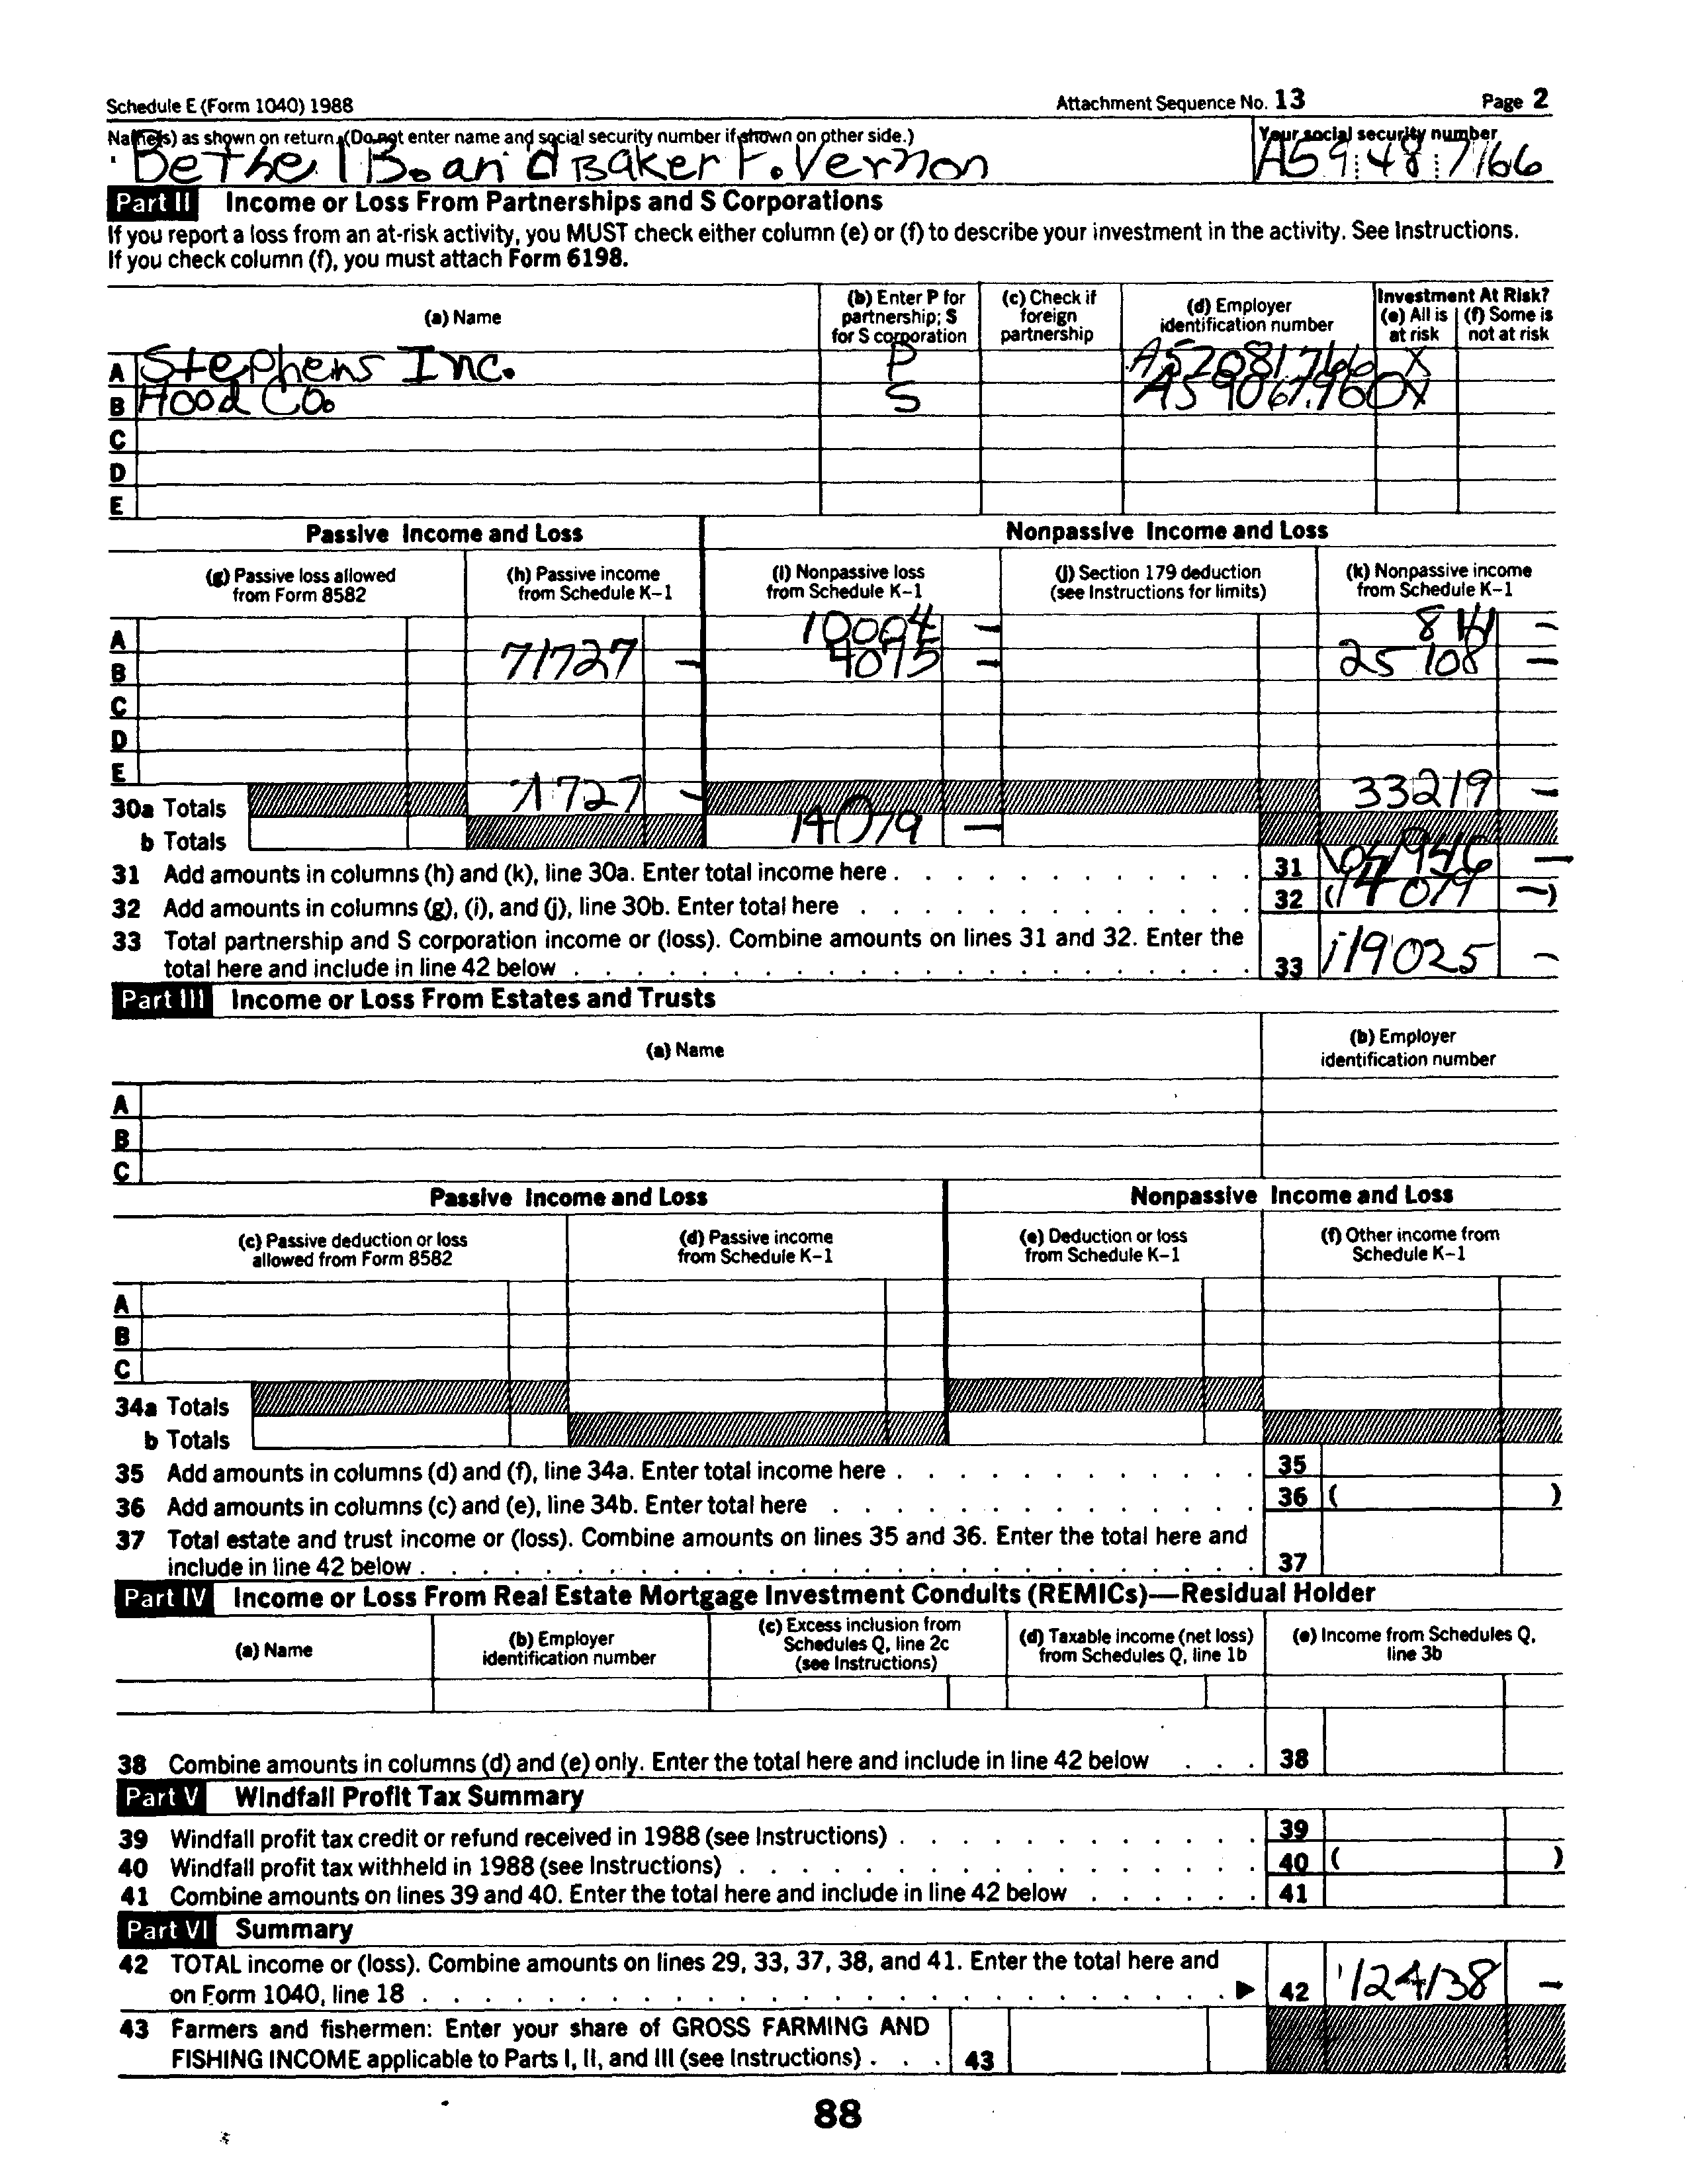 Schedule E (Form 1040) 1988 Attachment Sequence No. 13 Page 2
Name(s) as shown on return. (Do not enter name and social security number if shown on other side.) Your social security number
Bethel B. and Baker F. Vernon A59 48 7166
Part II Income or Loss From Partnerships and S Corporations
If you report a loss from an at-risk activity, you MUST check either column (e) or (f) to describe your investment in the activity. See Instructions.
If you check column (f), you must attach Form 6198.
(a) Name (b) Enter P for partnership; S for S corporation (c) Check if foreign partnership (d) Employer identification number Investment At Risk? (e) All is at risk (f) Some is not at risk
A Stephens Inc. P A52081766 X
B Hood Co. S A59067960 X
C
D
E
Passive Income and Loss Nonpassive Income and Loss
(g) Passive loss allowed from Form 8582 (h) Passive income from Schedule K-1 (i) Nonpassive loss from Schedule K-1 (j) Section 179 deduction (see Instructions for limits) (k) Nonpassive income from Schedule K-1
A 10004 — 8 111 —
B 71727 — 4075 — 25 108 —
C
D
E
30a Totals 71727 — 33219 —
b Totals 14079 —
31 Add amounts in columns (h) and (k), line 30a. Enter total income here . 31 104946 —
32 Add amounts in columns (g), (i), and (j), line 30b. Enter total here 32 (14 079 —)
33 Total partnership and S corporation income or (loss). Combine amounts on lines 31 and 32. Enter the
total here and include in line 42 below 33 119025 —
Part III Income or Loss From Estates and Trusts
(a) Name (b) Employer identification number
A
B
C
Passive Income and Loss Nonpassive Income and Loss
(c) Passive deduction or loss allowed from Form 8582 (d) Passive income from Schedule K-1 (e) Deduction or loss from Schedule K-1 (f) Other income from Schedule K-1
A
B
C
34a Totals
b Totals
35 Add amounts in columns (d) and (f), line 34a. Enter total income here . 35
36 Add amounts in columns (c) and (e), line 34b. Enter total here 36 ( )
37 Total estate and trust income or (loss). Combine amounts on lines 35 and 36. Enter the total here and
include in line 42 below . 37
Part IV Income or Loss From Real Estate Mortgage Investment Conduits (REMICs)—Residual Holder
(a) Name (b) Employer identification number (c) Excess inclusion from Schedules Q, line 2c (see Instructions) (d) Taxable income (net loss) from Schedules Q, line 1b (e) Income from Schedules Q, line 3b
38 Combine amounts in columns (d) and (e) only. Enter the total here and include in line 42 below 38
Part V Windfall Profit Tax Summary
39 Windfall profit tax credit or refund received in 1988 (see Instructions) . 39
40 Windfall profit tax withheld in 1988 (see Instructions) . 40 ( )
41 Combine amounts on lines 39 and 40. Enter the total here and include in line 42 below 41
Part VI Summary
42 TOTAL income or (loss). Combine amounts on lines 29, 33, 37, 38, and 41. Enter the total here and
on Form 1040, line 18 . 42 124138 —
43 Farmers and fishermen: Enter your share of GROSS FARMING AND
FISHING INCOME applicable to Parts I, II, and III (see Instructions) . 43
88